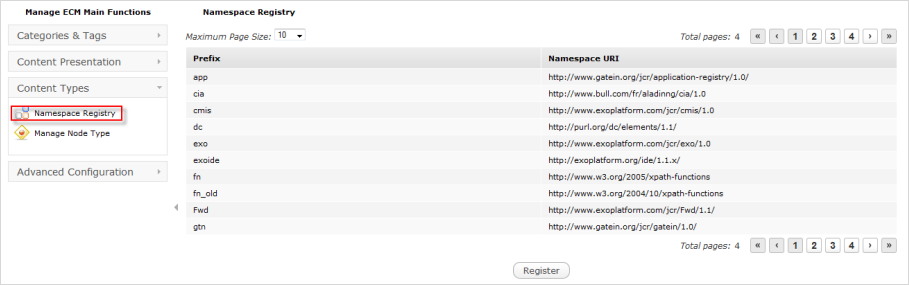 Manage ECM Main Functions
Categories & Tags
Content Presentation
Content Types
Namespace Registry
Manage Node Type
Advanced Configuration
Namespace Registry
Maximum Page Size: 10
Total pages: 4 « ‹ 1 2 3 4 › »
Prefix Namespace URI
app http://www.gatein.org/jcr/application-registry/1.0/
cia http://www.bull.com/fr/aladinng/cia/1.0
cmis http://www.exoplatform.com/jcr/cmis/1.0
dc http://purl.org/dc/elements/1.1/
exo http://www.exoplatform.com/jcr/exo/1.0
exoide http://exoplatform.org/ide/1.1.x/
fn http://www.w3.org/2005/xpath-functions
fn_old http://www.w3.org/2004/10/xpath-functions
Fwd http://www.exoplatform.com/jcr/Fwd/1.1/
gtn http://www.gatein.org/jcr/gatein/1.0/
Total pages: 4 « ‹ 1 2 3 4 › »
Register